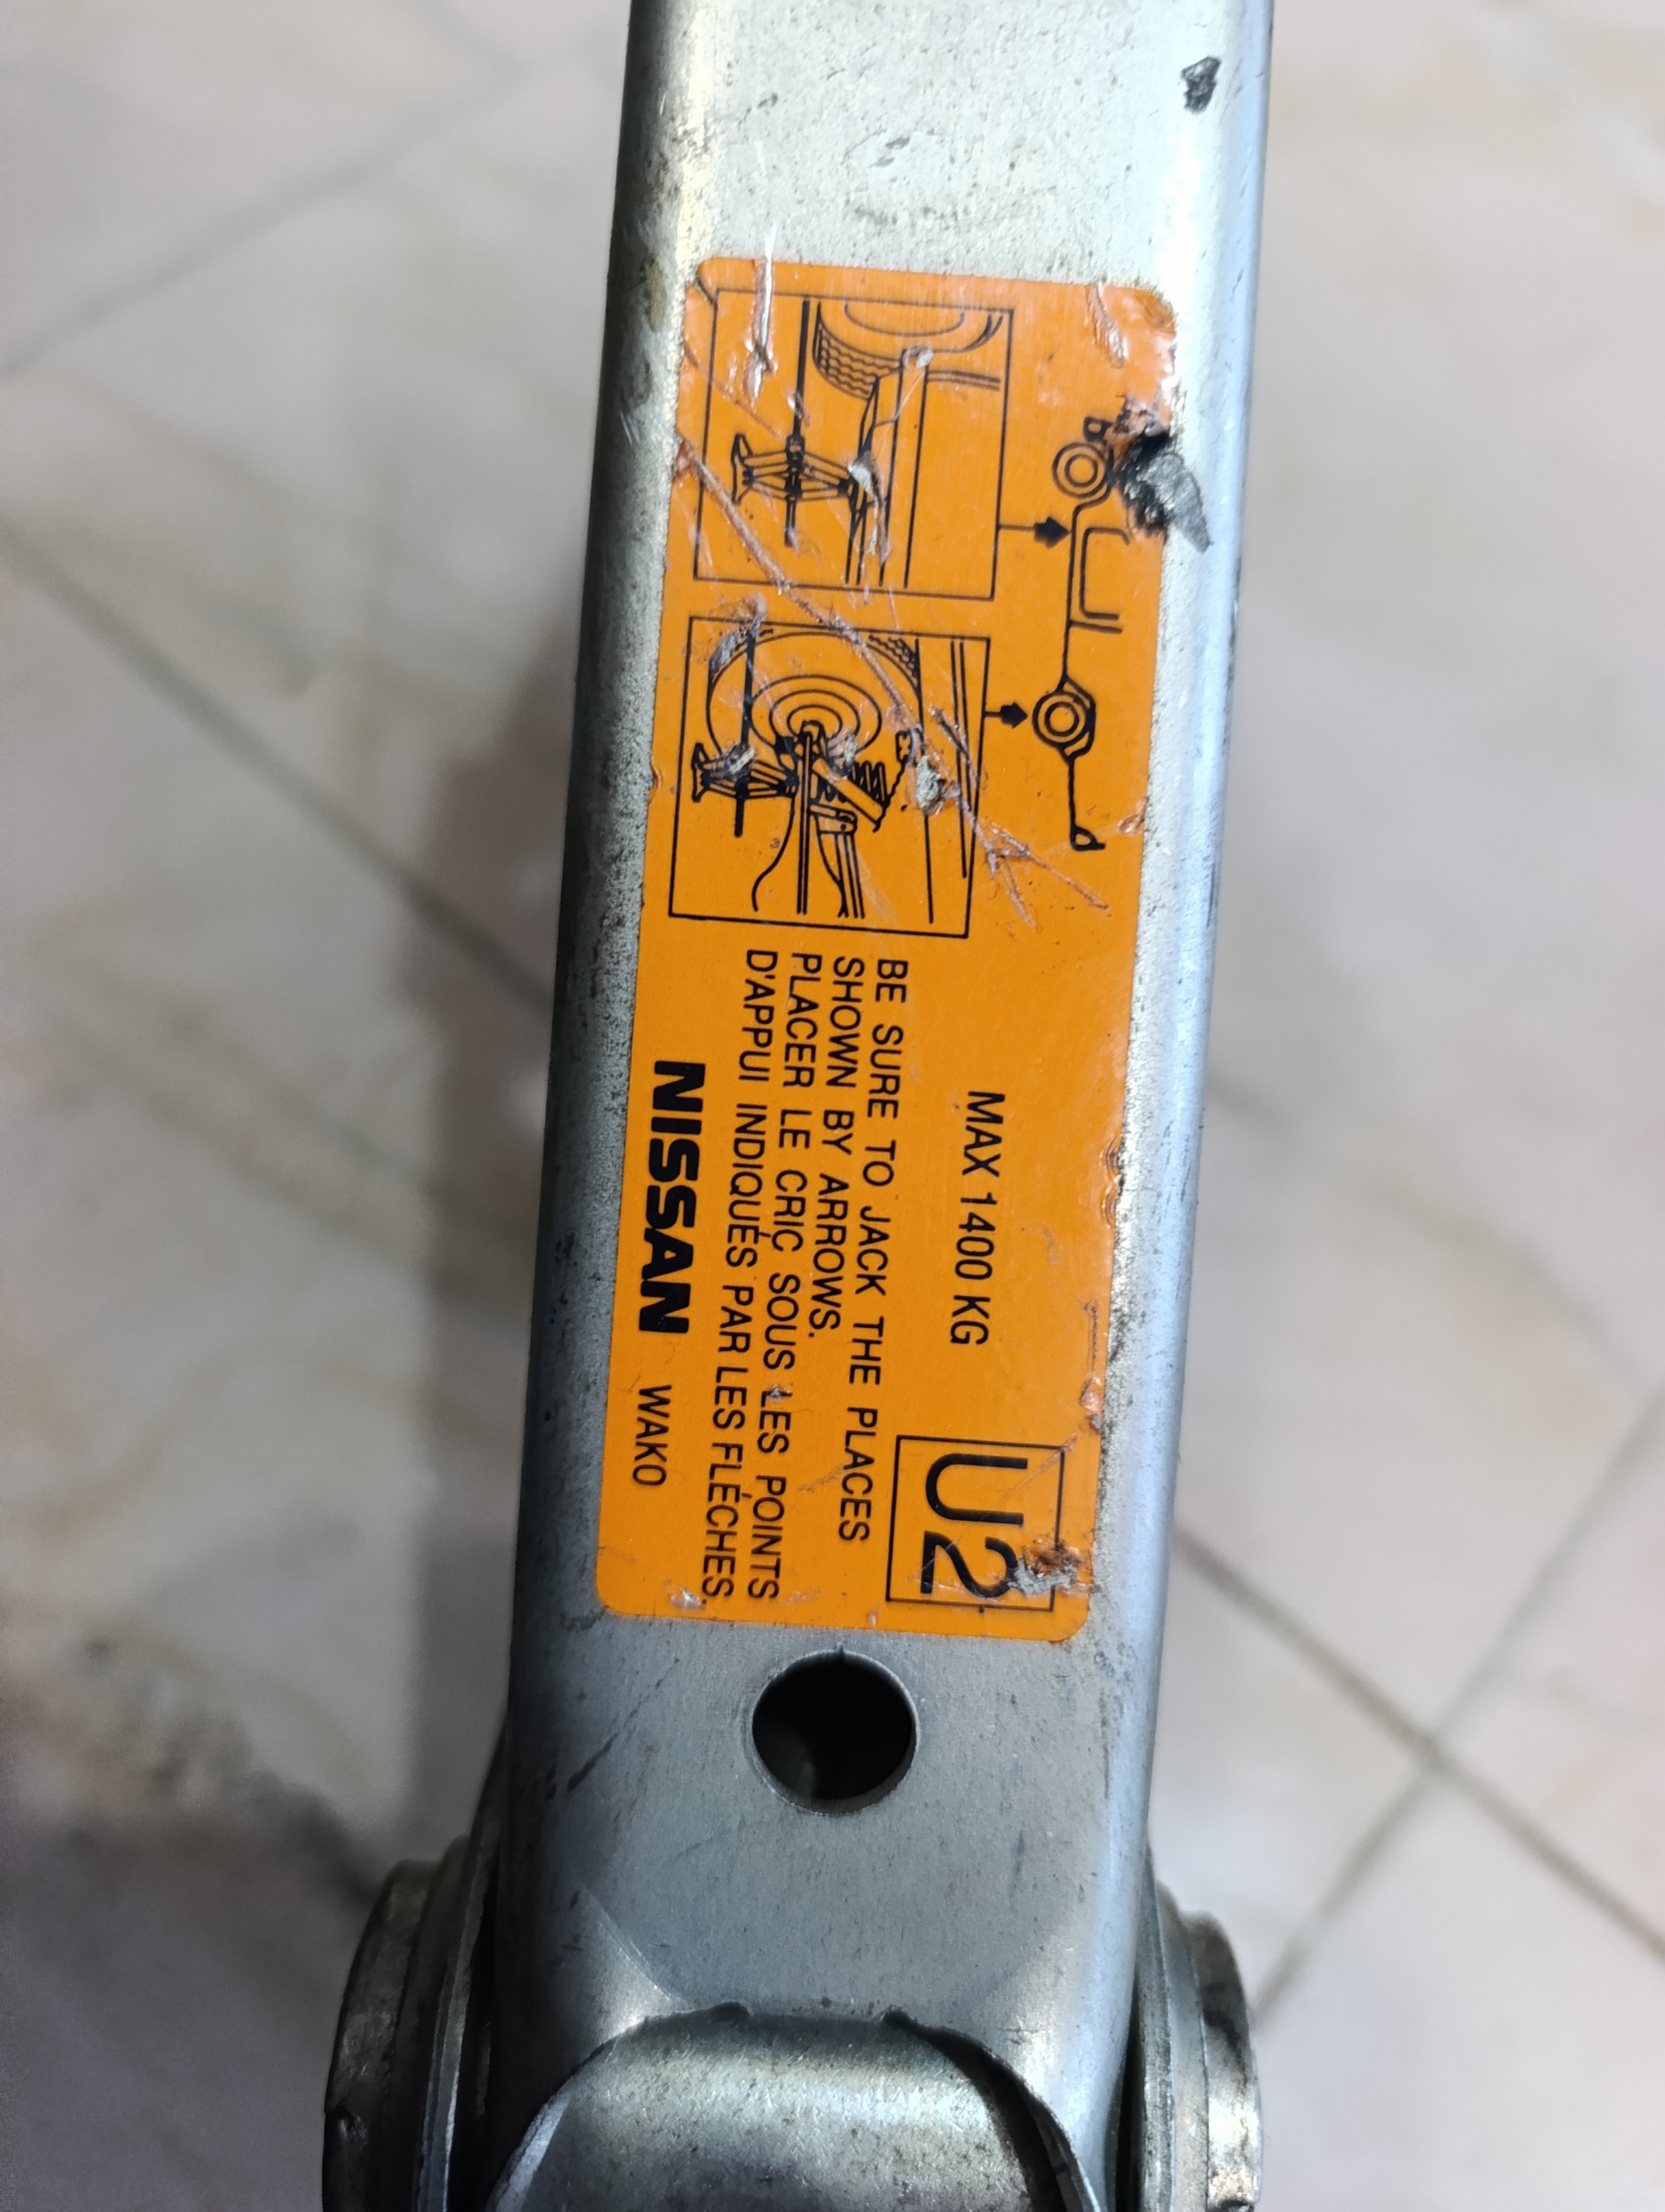 MAX 1400 KG
U2
BE SURE TO JACK THE PLACES
SHOWN BY ARROWS.
PLACER LE CRIC SOUS LES POINTS
D'APPUI INDIQUÉS PAR LES FLÉCHES.
NISSAN WAKO